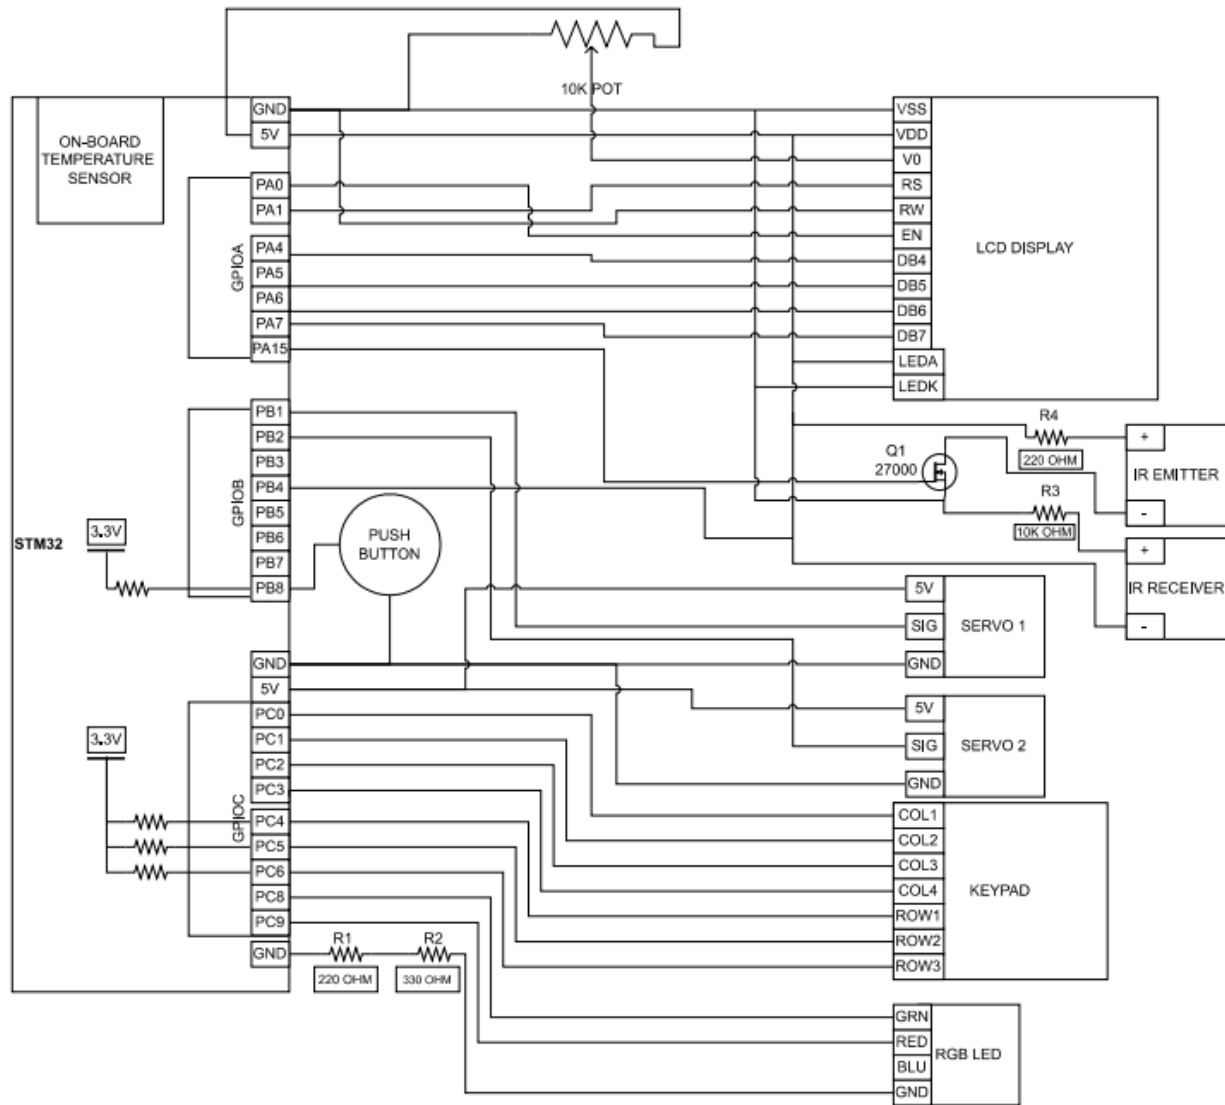 10K POT
ON-BOARD
TEMPERATURE
SENSOR
GND
5V
PA0
PA1
GPIOA
PA4
PA5
PA6
PA7
PA15
VSS
VDD
V0
RS
RW
EN
DB4
DB5
DB6
DB7
LEDA
LEDK
LCD DISPLAY
STM32
3.3V
GPIOB
PB1
PB2
PB3
PB4
PB5
PB6
PB7
PB8
PUSH
BUTTON
Q1
27000
R4
220 OHM
R3
10K OHM
+
IR EMITTER
-
+
IR RECEIVER
-
5V
SIG
GND
SERVO 1
5V
SIG
GND
SERVO 2
GND
5V
3.3V
GPIOC
PC0
PC1
PC2
PC3
PC4
PC5
PC6
PC8
PC9
GND
R1
220 OHM
R2
330 OHM
COL1
COL2
COL3
COL4
ROW1
ROW2
ROW3
KEYPAD
GRN
RED
BLU
GND
RGB LED